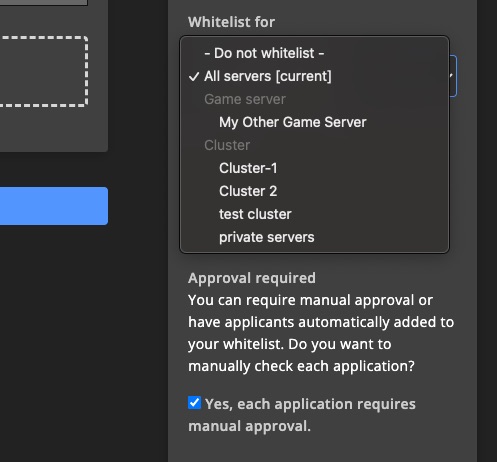 Whitelist for
- Do not whitelist -
✓ All servers [current]
Game server
My Other Game Server
Cluster
Cluster-1
Cluster 2
test cluster
private servers
Approval required
You can require manual approval or
have applicants automatically added to
your whitelist. Do you want to
manually check each application?
Yes, each application requires
manual approval.